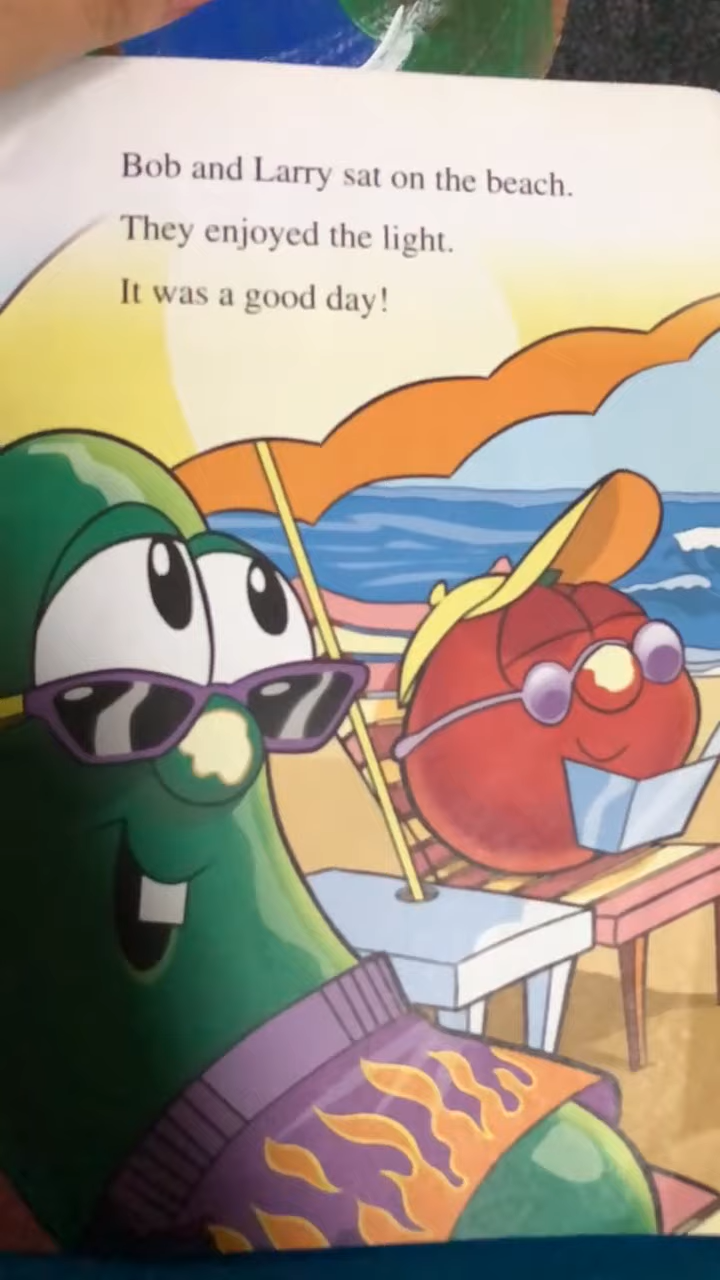 Bob and Larry sat on the beach.
They enjoyed the light.
It was a good day!